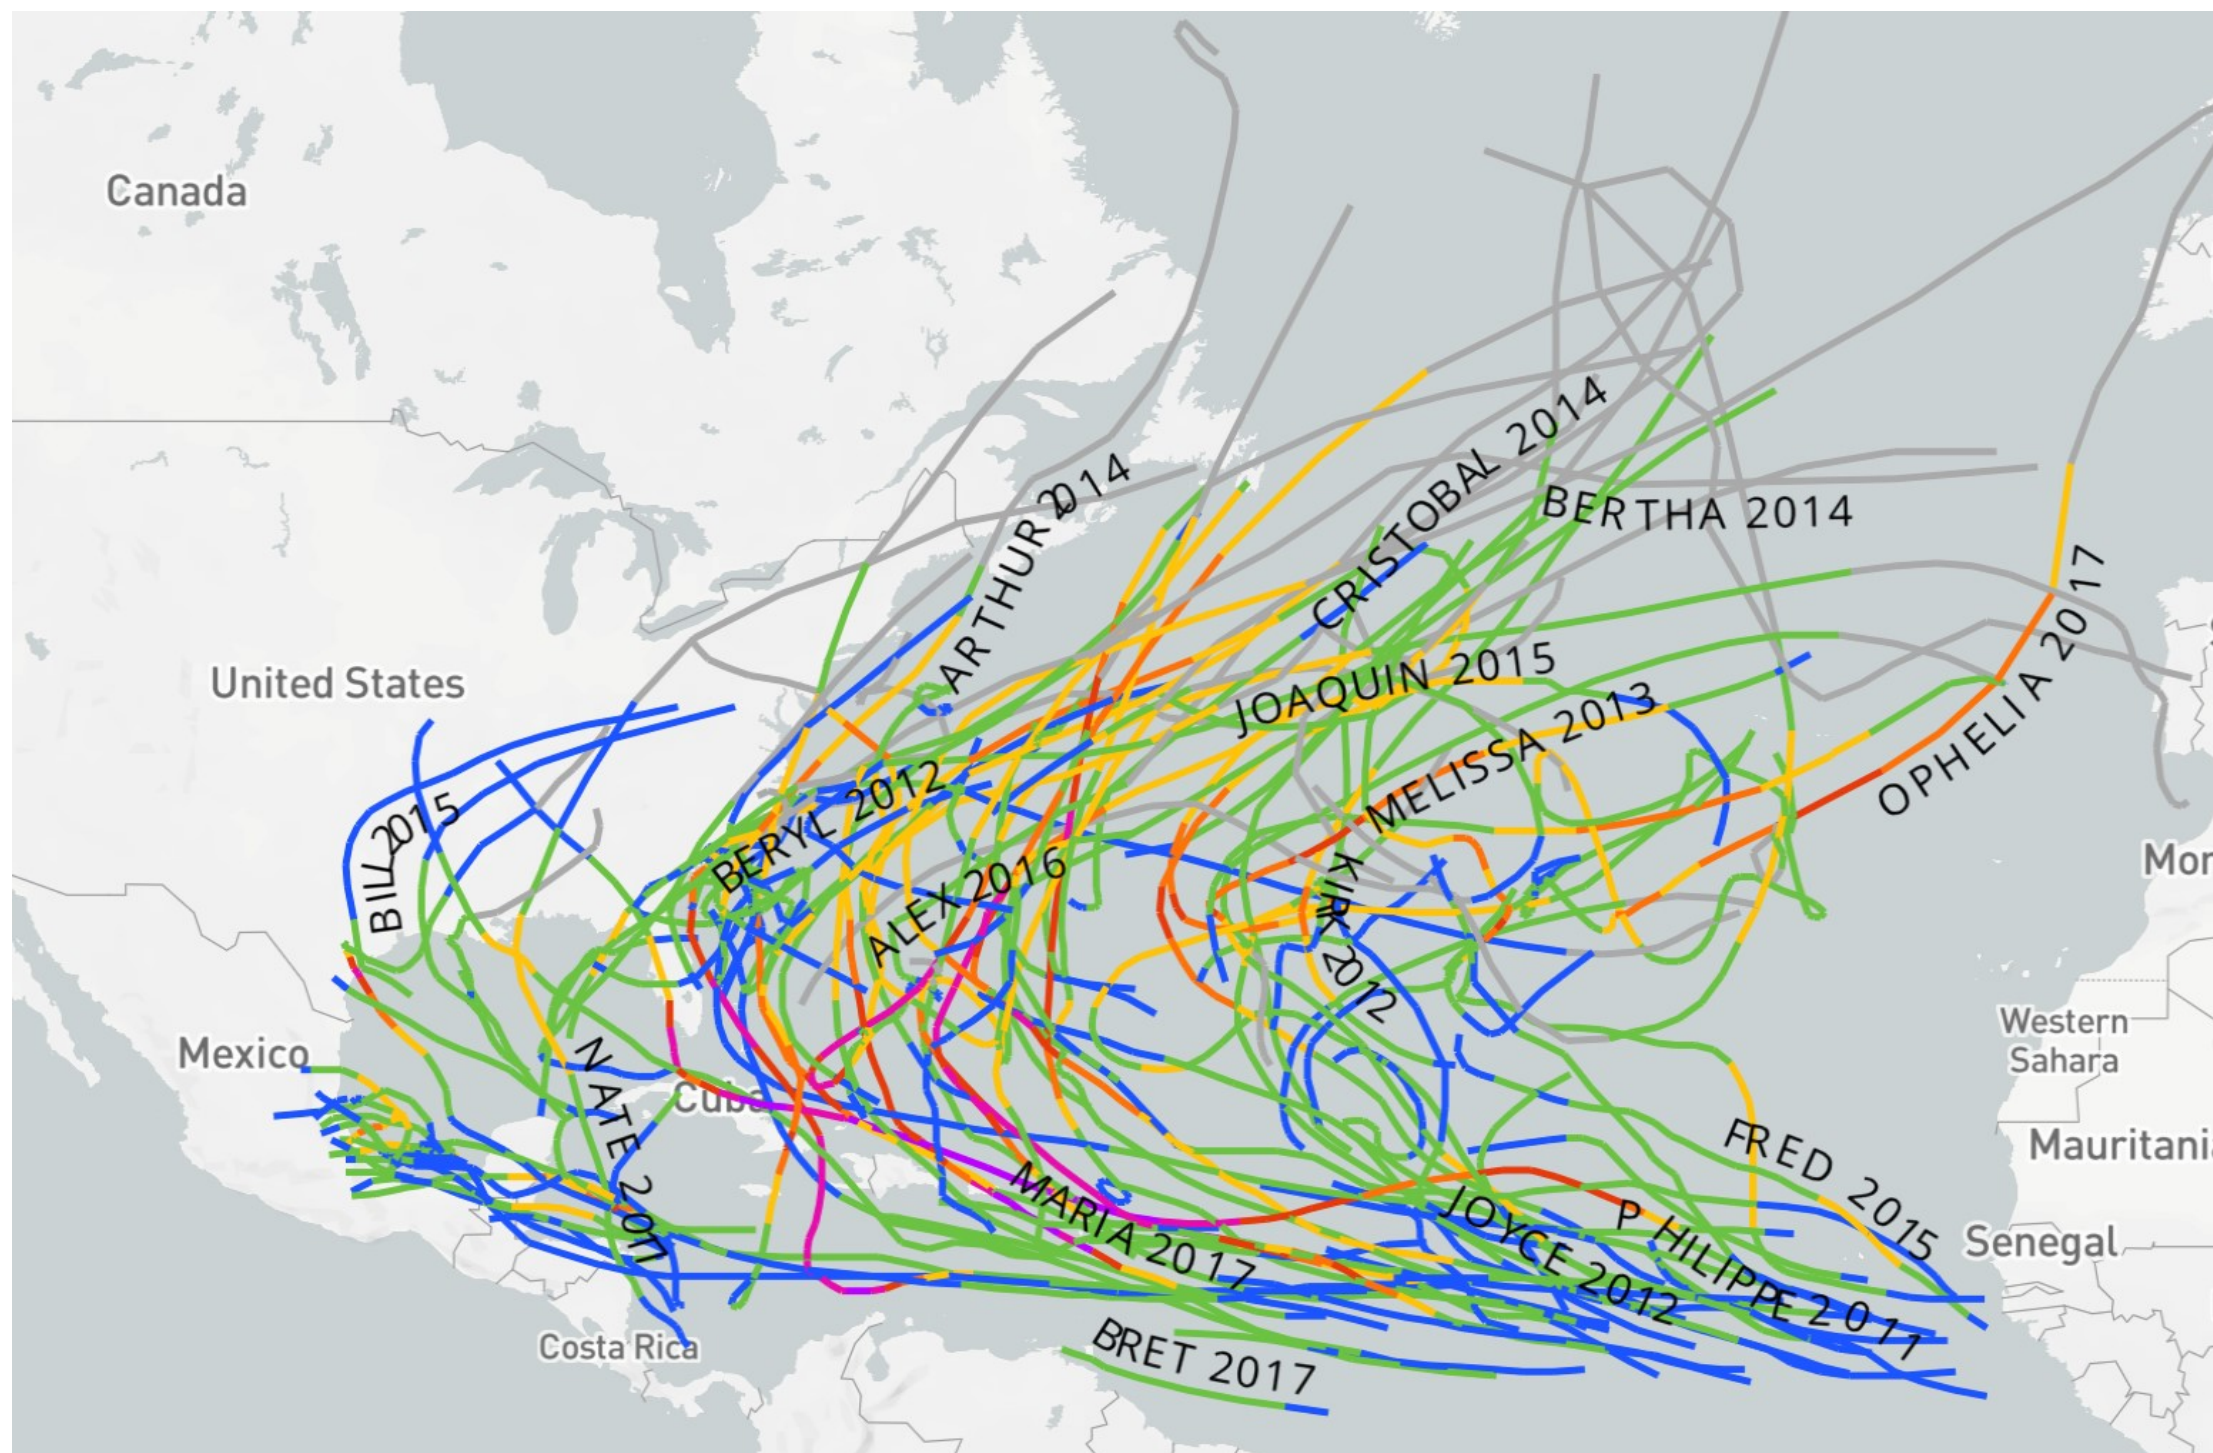 Canada
ARTHUR 2014
CRISTOBAL 2014
BERTHA 2014
United States
JOAQUIN 2015
OPHELIA 2017
MELISSA 2013
BILL 2015
BERYL 2012
ALEX 2016
KIRK 2012
Mor
Western
Sahara
Mexico
NATE 2011
Cuba
FRED 2015
Mauritania
MARIA 2017
JOYCE 2012
PHILIPPE 2011
Senegal
Costa Rica
BRET 2017